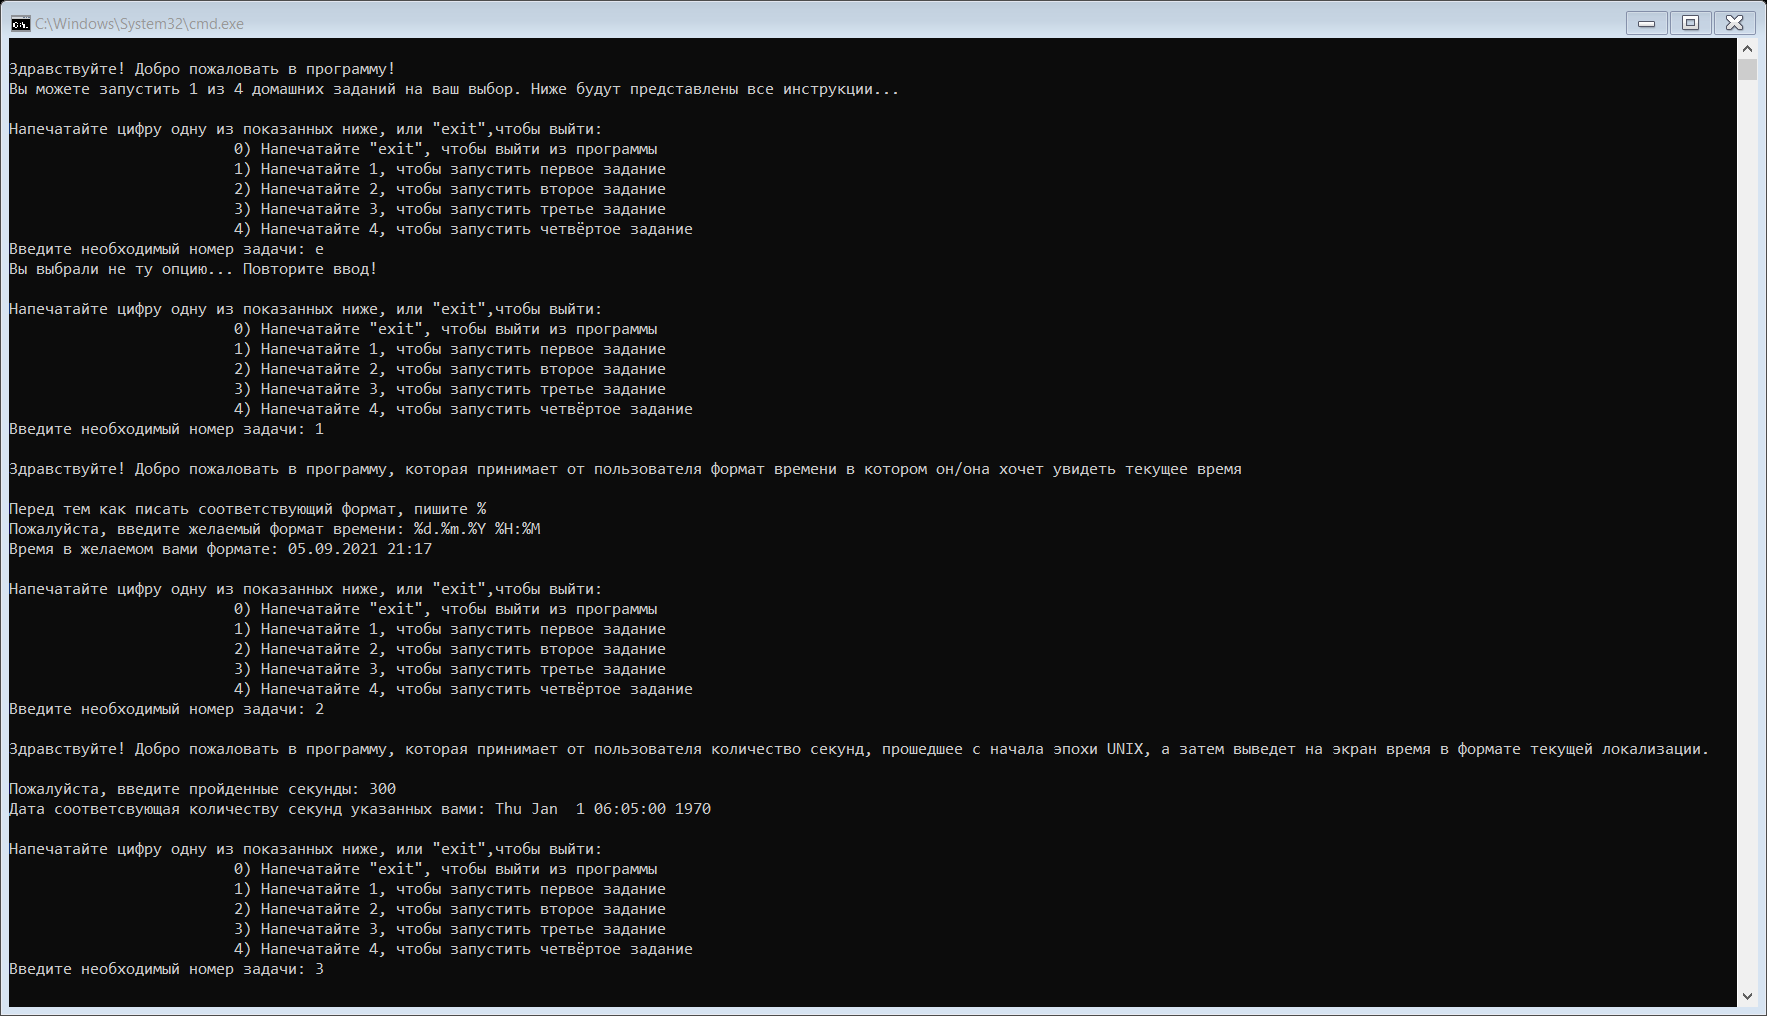 C:\Windows\System32\cmd.exe
Здравствуйте! Добро пожаловать в программу!
Вы можете запустить 1 из 4 домашних заданий на ваш выбор. Ниже будут представлены все инструкции...
Напечатайте цифру одну из показанных ниже, или "exit",чтобы выйти:
0) Напечатайте "exit", чтобы выйти из программы
1) Напечатайте 1, чтобы запустить первое задание
2) Напечатайте 2, чтобы запустить второе задание
3) Напечатайте 3, чтобы запустить третье задание
4) Напечатайте 4, чтобы запустить четвёртое задание
Введите необходимый номер задачи: e
Вы выбрали не ту опцию... Повторите ввод!
Напечатайте цифру одну из показанных ниже, или "exit",чтобы выйти:
0) Напечатайте "exit", чтобы выйти из программы
1) Напечатайте 1, чтобы запустить первое задание
2) Напечатайте 2, чтобы запустить второе задание
3) Напечатайте 3, чтобы запустить третье задание
4) Напечатайте 4, чтобы запустить четвёртое задание
Введите необходимый номер задачи: 1
Здравствуйте! Добро пожаловать в программу, которая принимает от пользователя формат времени в котором он/она хочет увидеть текущее время
Перед тем как писать соответствующий формат, пишите %
Пожалуйста, введите желаемый формат времени: %d.%m.%Y %H:%M
Время в желаемом вами формате: 05.09.2021 21:17
Напечатайте цифру одну из показанных ниже, или "exit",чтобы выйти:
0) Напечатайте "exit", чтобы выйти из программы
1) Напечатайте 1, чтобы запустить первое задание
2) Напечатайте 2, чтобы запустить второе задание
3) Напечатайте 3, чтобы запустить третье задание
4) Напечатайте 4, чтобы запустить четвёртое задание
Введите необходимый номер задачи: 2
Здравствуйте! Добро пожаловать в программу, которая принимает от пользователя количество секунд, прошедшее с начала эпохи UNIX, а затем выведет на экран время в формате текущей локализации.
Пожалуйста, введите пройденные секунды: 300
Дата соответсвующая количеству секунд указанных вами: Thu Jan  1 06:05:00 1970
Напечатайте цифру одну из показанных ниже, или "exit",чтобы выйти:
0) Напечатайте "exit", чтобы выйти из программы
1) Напечатайте 1, чтобы запустить первое задание
2) Напечатайте 2, чтобы запустить второе задание
3) Напечатайте 3, чтобы запустить третье задание
4) Напечатайте 4, чтобы запустить четвёртое задание
Введите необходимый номер задачи: 3